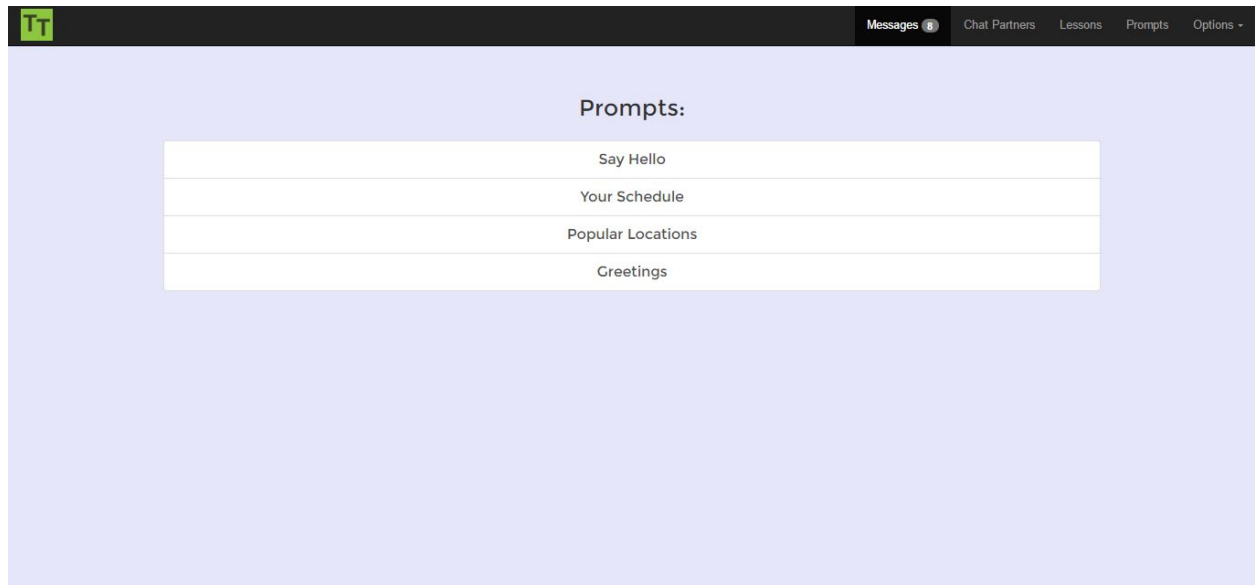 TT
Messages 8 Chat Partners Lessons Prompts Options
Prompts:
Say Hello
Your Schedule
Popular Locations
Greetings